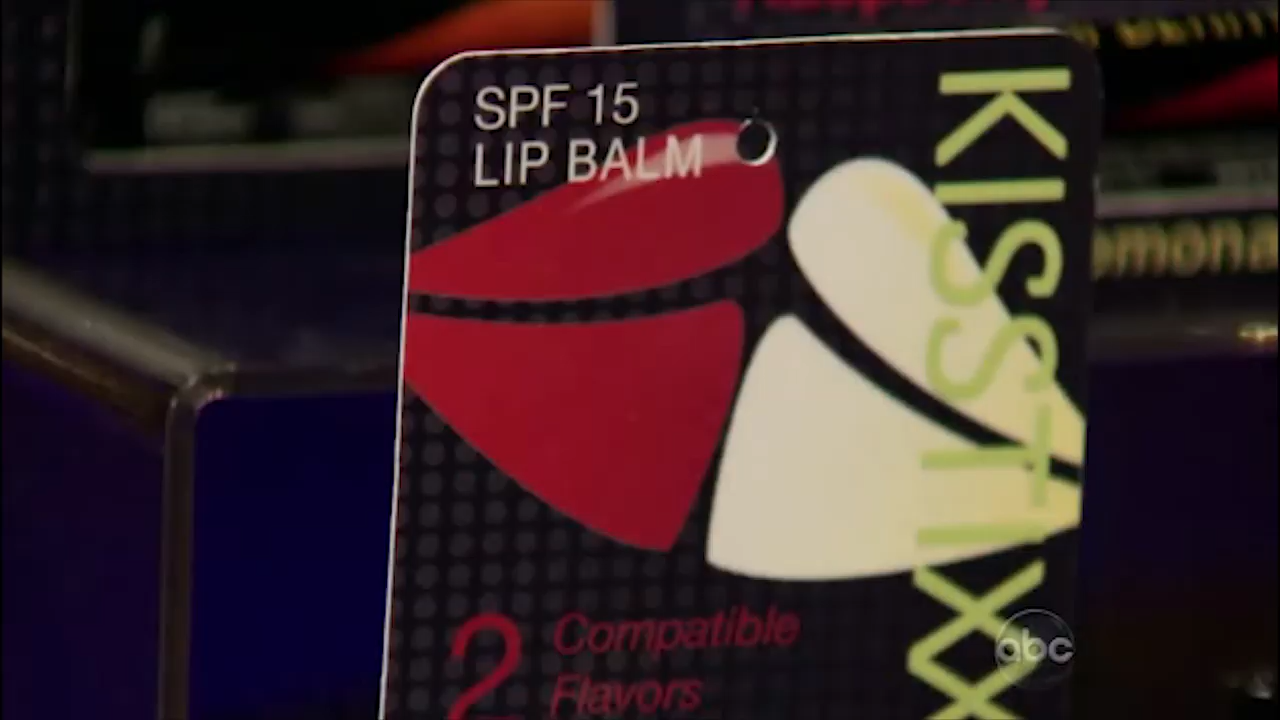 SPF 15
LIP BALM
KISSTIXX
2 Compatible
Flavors
abc